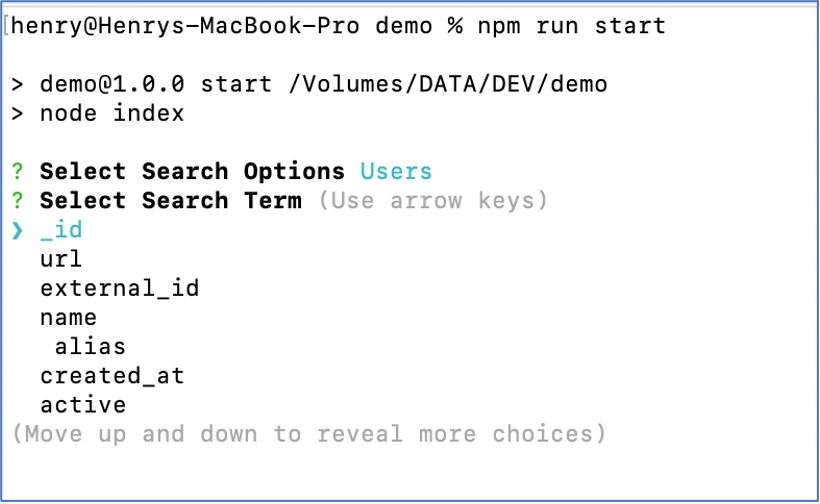 [henry@Henrys-MacBook-Pro demo % npm run start
> demo@1.0.0 start /Volumes/DATA/DEV/demo
> node index
? Select Search Options Users
? Select Search Term (Use arrow keys)
❯ _id
url
external_id
name
alias
created_at
active
(Move up and down to reveal more choices)